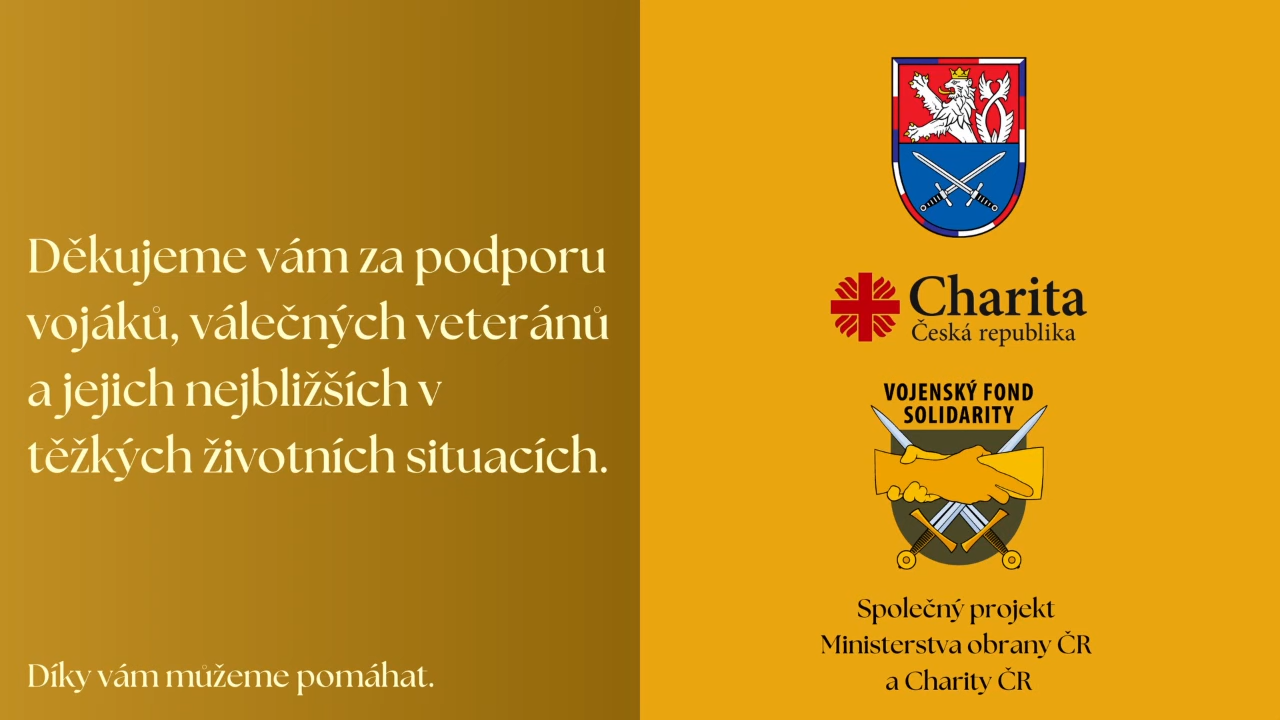 Děkujeme vám za podporu
vojáků, válečných veteránů
a jejich nejbližších v
těžkých životních situacích.
Díky vám můžeme pomáhat.
Charita
Česká republika
VOJENSKÝ FOND
SOLIDARITY
Společný projekt
Ministerstva obrany ČR
a Charity ČR